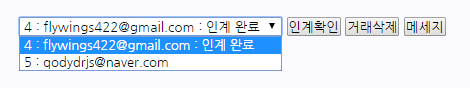 4 : flywings422@gmail.com : 인계 완료 인계확인 거래삭제 메세지
4 : flywings422@gmail.com : 인계 완료
5 : qodydrjs@naver.com